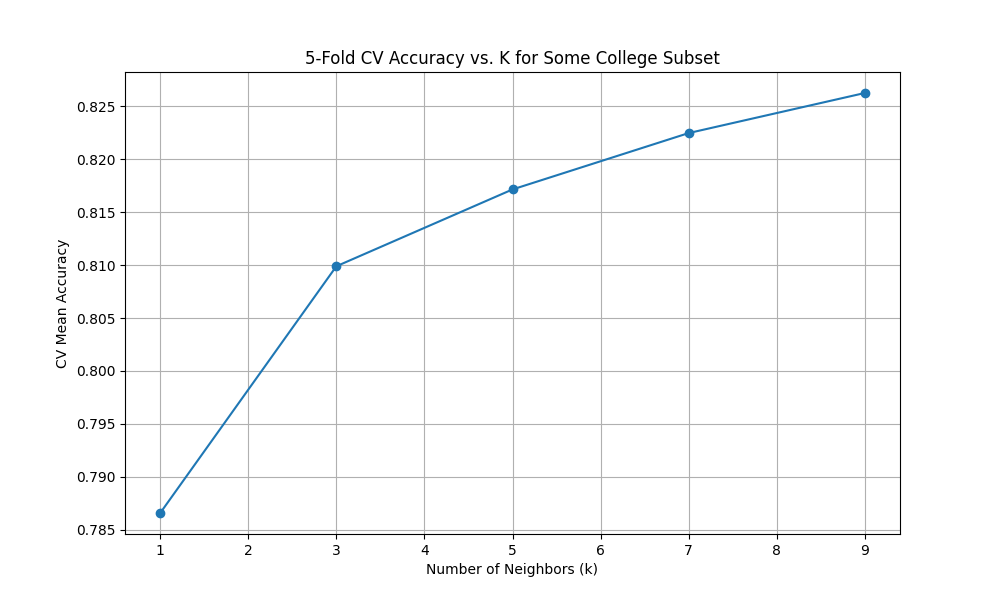 5-Fold CV Accuracy vs. K for Some College Subset
CV Mean Accuracy
0.825
0.820
0.815
0.810
0.805
0.800
0.795
0.790
0.785
1 2 3 4 5 6 7 8 9
Number of Neighbors (k)